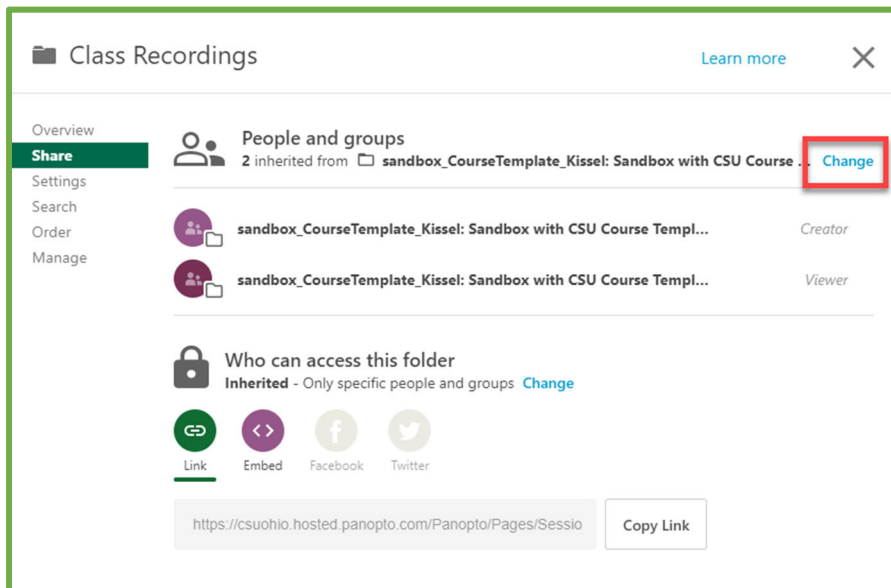 Class Recordings
Learn more
Overview
Share
Settings
Search
Order
Manage
People and groups
2 inherited from sandbox_CourseTemplate_Kissel: Sandbox with CSU Course ... Change
sandbox_CourseTemplate_Kissel: Sandbox with CSU Course Templ... Creator
sandbox_CourseTemplate_Kissel: Sandbox with CSU Course Templ... Viewer
Who can access this folder
Inherited - Only specific people and groups Change
Link Embed Facebook Twitter
https://csuohio.hosted.panopto.com/Panopto/Pages/Sessio Copy Link